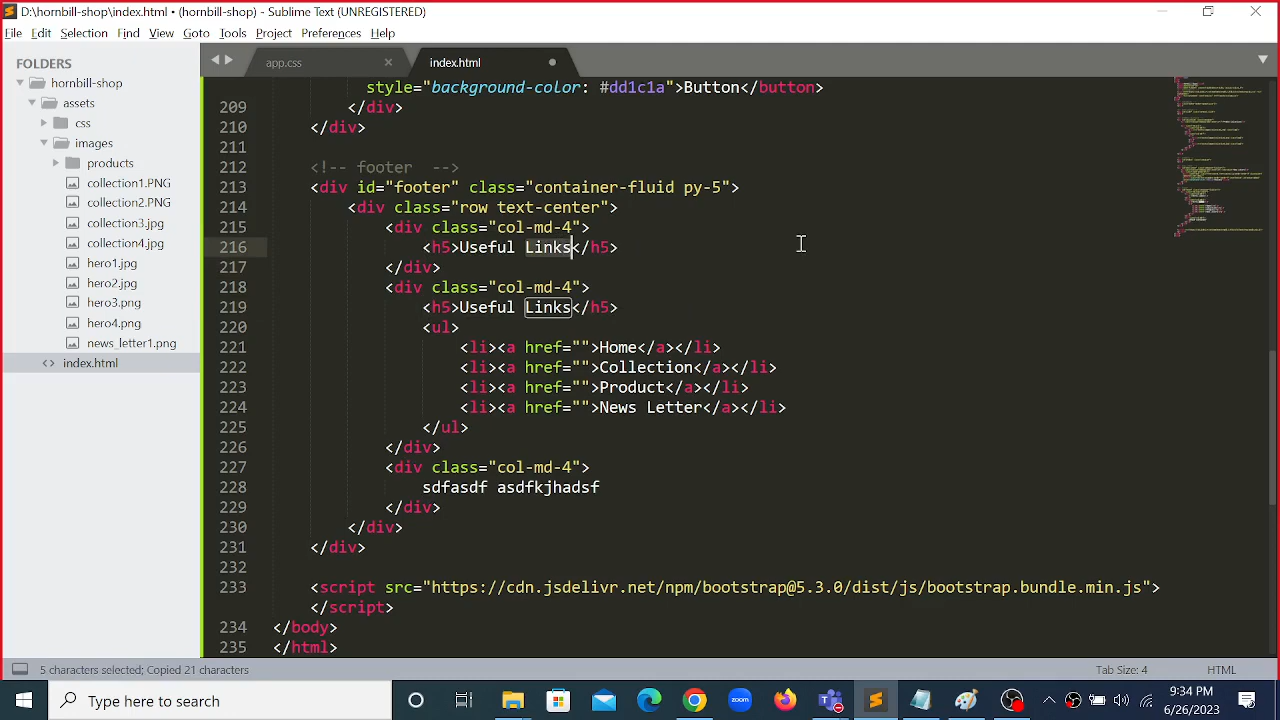 D:\hornbill-shop\index.html • (hornbill-shop) - Sublime Text (UNREGISTERED)
File Edit Selection Find View Goto Tools Project Preferences Help
FOLDERS
hornbill-shop
assets
images
products
collection1.PNG
collection2.PNG
collection3.jpg
collection4.jpg
hero1.jpg
hero2.jpg
hero3.png
hero4.png
news_letter1.png
index.html
app.css
index.html
style="background-color: #dd1c1a">Button</button>
209 </div>
210 </div>
211
212 <!-- footer -->
213 <div id="footer" class="container-fluid py-5">
214 <div class="row text-center">
215 <div class="col-md-4">
216 <h5>Useful Links</h5>
217 </div>
218 <div class="col-md-4">
219 <h5>Useful Links</h5>
220 <ul>
221 <li><a href="">Home</a></li>
222 <li><a href="">Collection</a></li>
223 <li><a href="">Product</a></li>
224 <li><a href="">News Letter</a></li>
225 </ul>
226 </div>
227 <div class="col-md-4">
228 sdfasdf asdfkjhadsf
229 </div>
230 </div>
231 </div>
232
233 <script src="https://cdn.jsdelivr.net/npm/bootstrap@5.3.0/dist/js/bootstrap.bundle.min.js">
</script>
234 </body>
235 </html>
5 characters selected; Copied 21 characters
Tab Size: 4
HTML
Type here to search
zoom
9:34 PM
6/26/2023